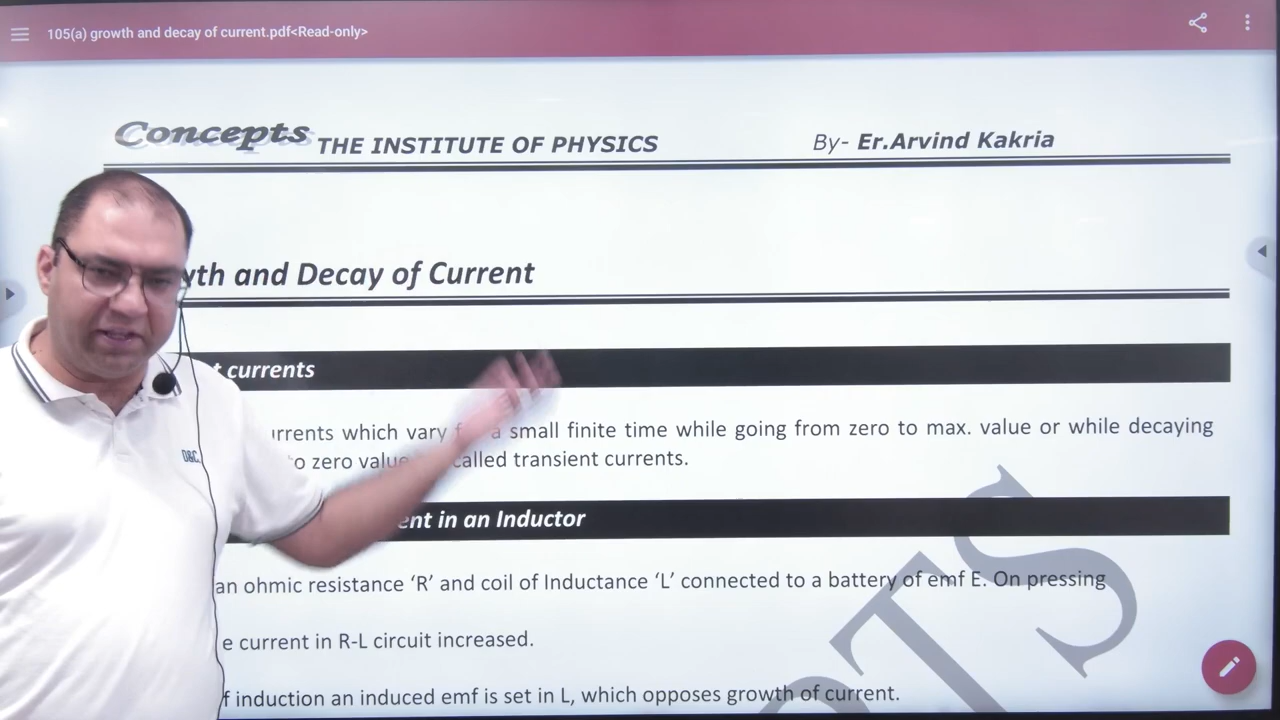 105(a) growth and decay of current.pdf<Read-only>
Concepts THE INSTITUTE OF PHYSICS By- Er.Arvind Kakria
wth and Decay of Current
t currents
urrents which vary a small finite time while going from zero to max. value or while decaying
o zero value called transient currents.
ent in an Inductor
an ohmic resistance ‘R’ and coil of Inductance ‘L’ connected to a battery of emf E. On pressing
e current in R-L circuit increased.
f induction an induced emf is set in L, which opposes growth of current.
PTS
D&C